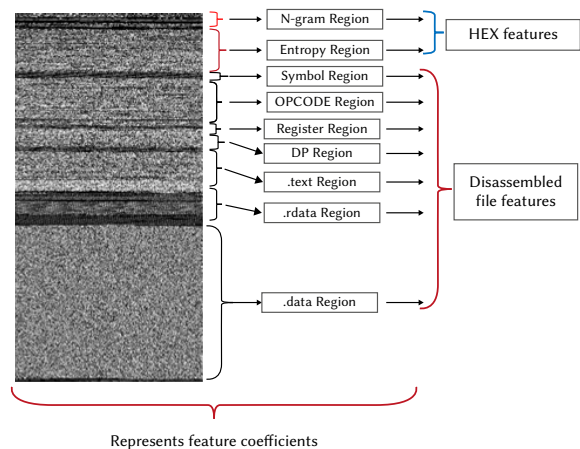 N-gram Region
HEX features
Entropy Region
Symbol Region
OPCODE Region
Register Region
DP Region
.text Region
Disassembled
file features
.rdata Region
.data Region
Represents feature coefficients